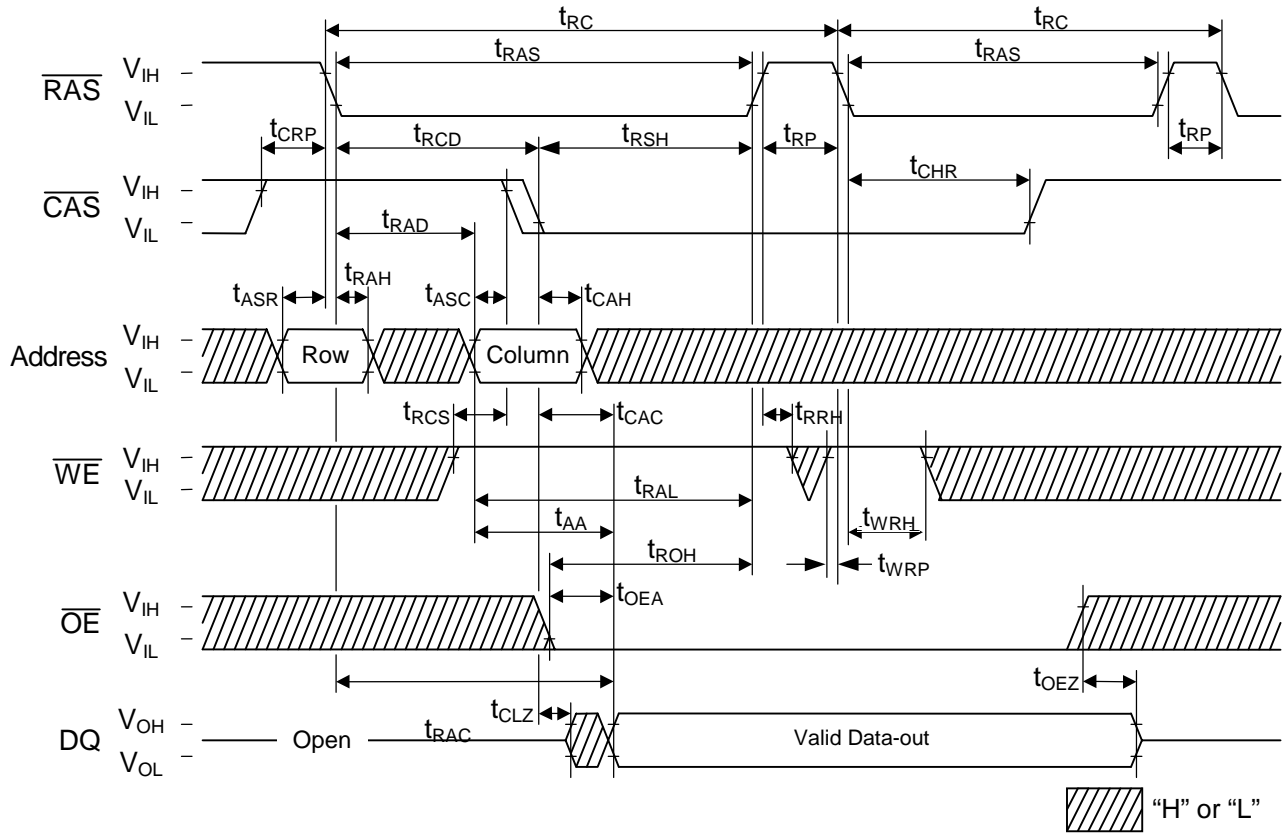 tRC tRC
tRAS tRAS
RAS VIH
VIL
tCRP tRCD tRSH tRP tRP
CAS VIH
VIL
tCHR
tRAD
tRAH
tASR tASC tCAH
Address VIH
VIL
Row Column
tRCS tCAC tRRH
WE VIH
VIL
tRAL
tAA tWRH
tROH tWRP
OE VIH
VIL
tOEA
tOEZ
tCLZ
DQ VOH
VOL
Open tRAC Valid Data-out
“H” or “L”